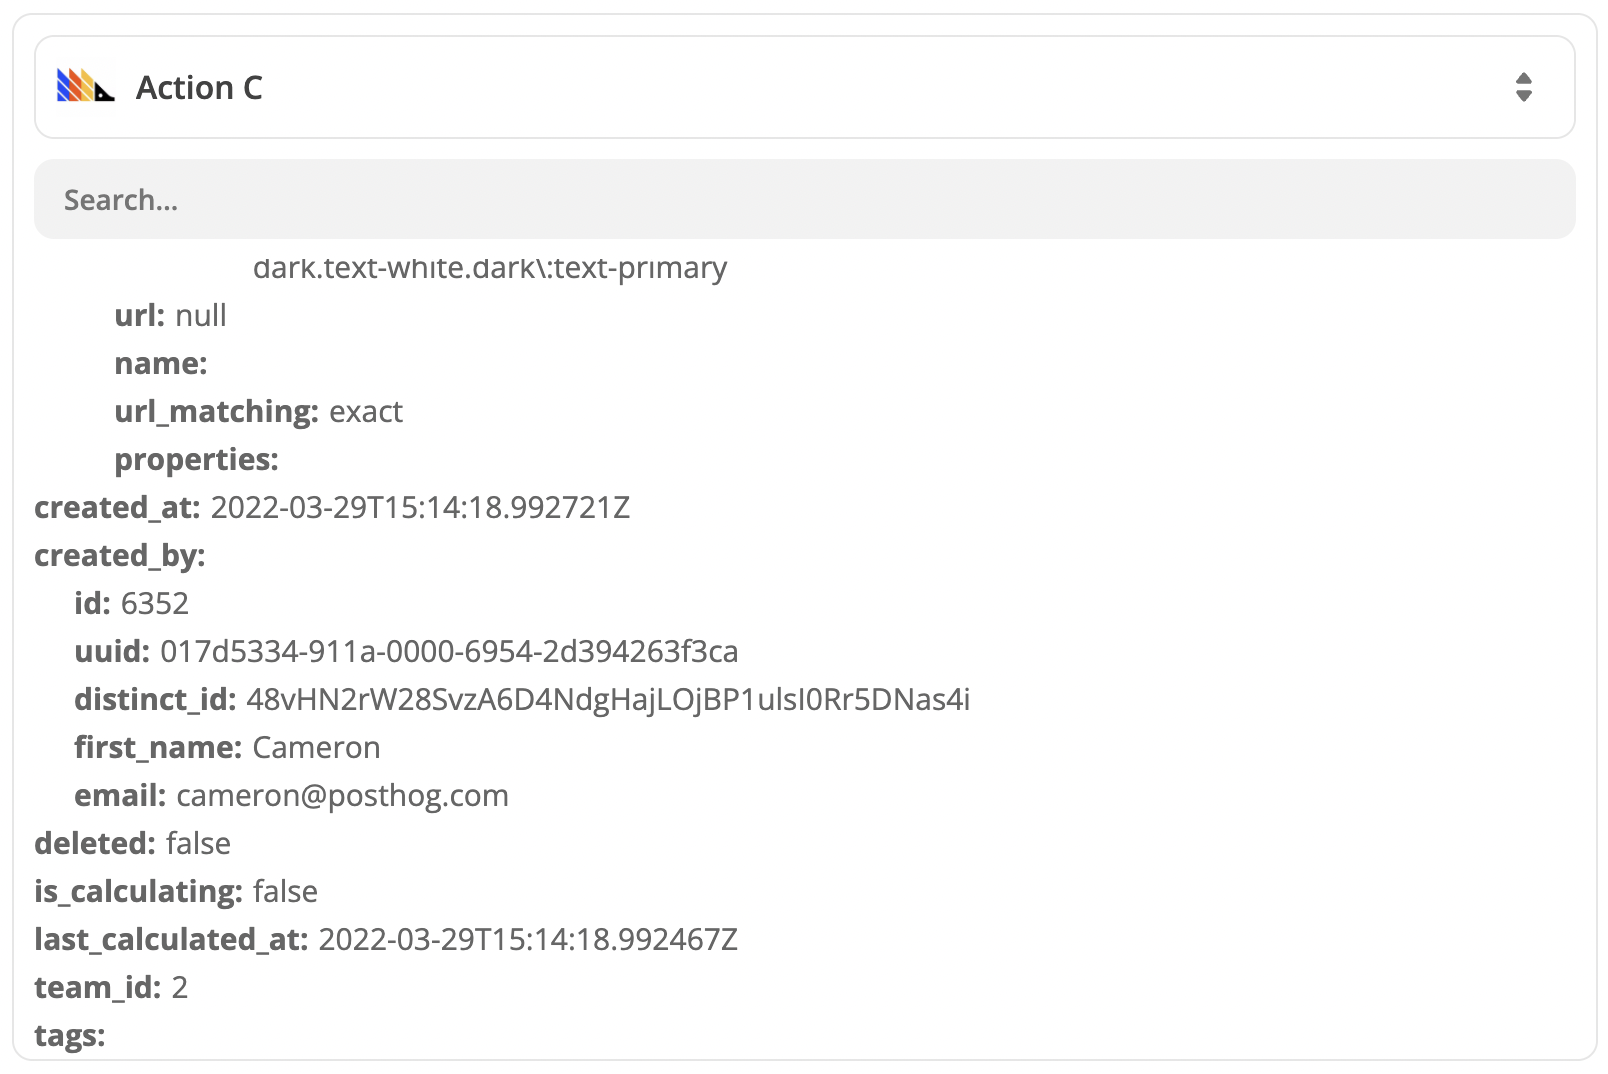 Action C
Search...
dark.text-white.dark\:text-primary
url: null
name:
url_matching: exact
properties:
created_at: 2022-03-29T15:14:18.992721Z
created_by:
id: 6352
uuid: 017d5334-911a-0000-6954-2d394263f3ca
distinct_id: 48vHN2rW28SvzA6D4NdgHajLOjBP1ulsI0Rr5DNas4i
first_name: Cameron
email: cameron@posthog.com
deleted: false
is_calculating: false
last_calculated_at: 2022-03-29T15:14:18.992467Z
team_id: 2
tags: